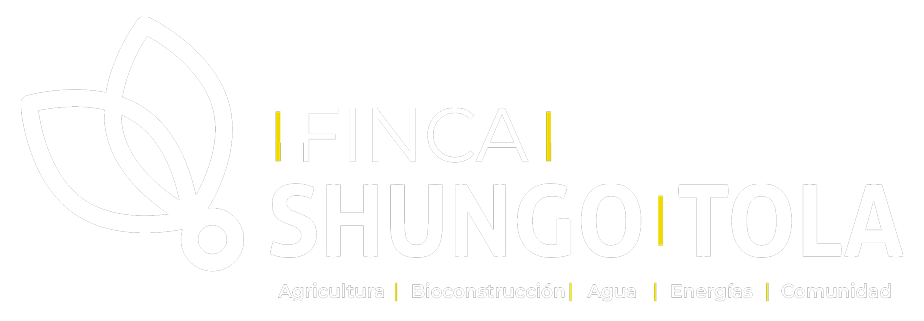 | FINCA |
SHUNGO | TOLA
Agricultura | Bioconstrucción | Agua | Energías | Comunidad